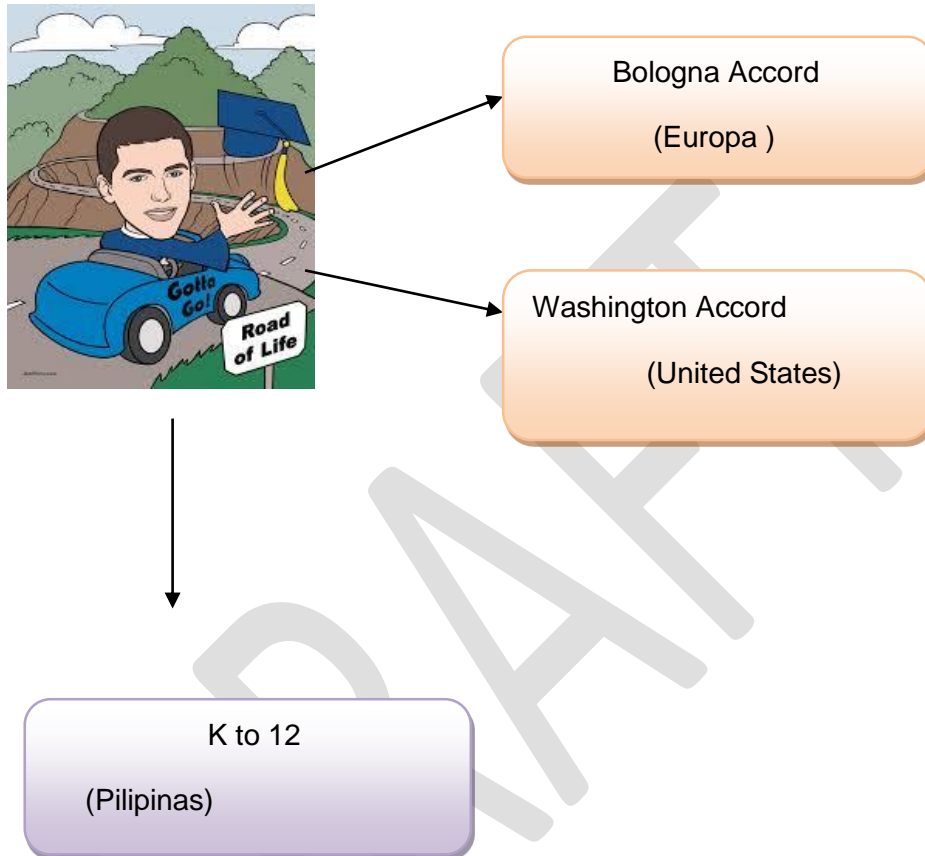 Bologna Accord
(Europa )
Gotta
Go!
Road
of Life
Washington Accord
(United States)
K to 12
(Pilipinas)
DRAFT